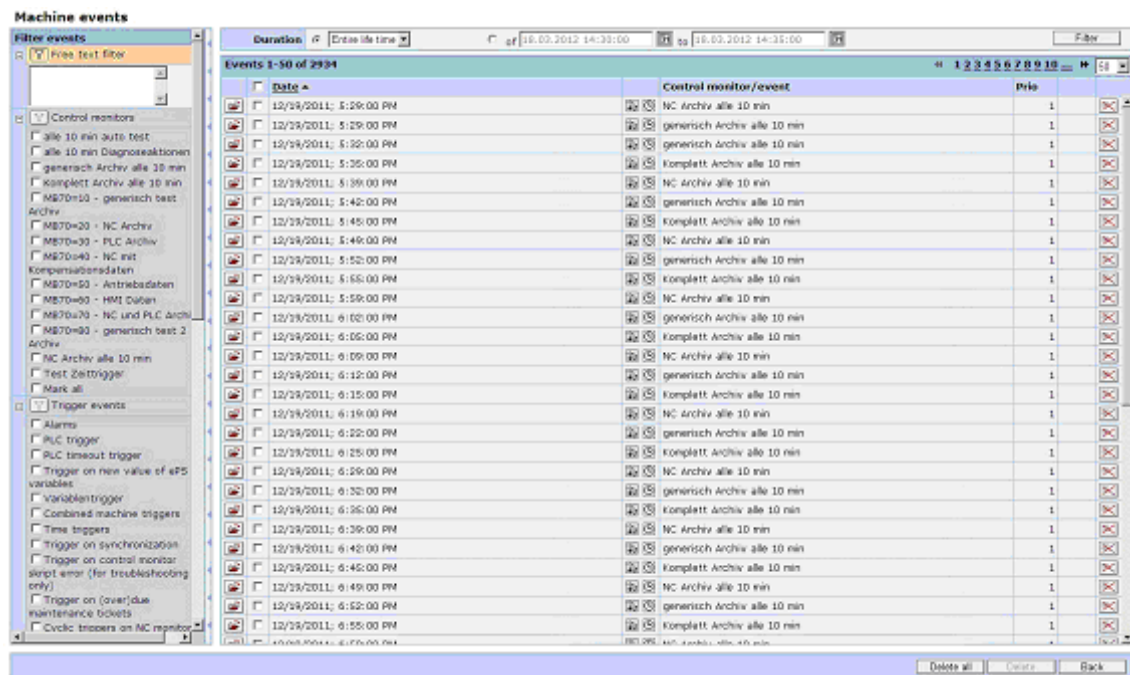 Machine events
Filter events
Free text filter
Control monitors
alle 10 min auto test
alle 10 min Diagnoseaktionen
generisch Archiv alle 10 min
Komplett Archiv alle 10 min
MB70=10 - generisch test
Archiv
MB70=20 - NC Archiv
MB70=30 - PLC Archiv
MB70=40 - NC mit
Kompensationsdaten
MB70=50 - Antriebsdaten
MB70=60 - HMI Daten
MB70=70 - NC und PLC Archi
MB70=80 - generisch test 2
Archiv
NC Archiv alle 10 min
Test Zeittrigger
Mark all
Trigger events
Alarms
PLC trigger
PLC timeout trigger
Trigger on new value of ePS
variables
Variablentrigger
Combined machine triggers
Time triggers
Trigger on synchronization
Trigger on control monitor
skript error (for troubleshooting
only)
Trigger on (over)due
maintenance tickets
Cyclic triggers on NC monitor
Duration Entire life time of 18.03.2012 14:30:00 to 18.03.2012 14:35:00 Filter
Events 1-50 of 2934 1 2 3 4 5 6 7 8 9 10 ... 50
Date Control monitor/event Prio
12/19/2011; 5:29:00 PM NC Archiv alle 10 min 1
12/19/2011; 5:29:00 PM generisch Archiv alle 10 min 1
12/19/2011; 5:32:00 PM generisch Archiv alle 10 min 1
12/19/2011; 5:35:00 PM Komplett Archiv alle 10 min 1
12/19/2011; 5:39:00 PM NC Archiv alle 10 min 1
12/19/2011; 5:42:00 PM generisch Archiv alle 10 min 1
12/19/2011; 5:45:00 PM Komplett Archiv alle 10 min 1
12/19/2011; 5:49:00 PM NC Archiv alle 10 min 1
12/19/2011; 5:52:00 PM generisch Archiv alle 10 min 1
12/19/2011; 5:55:00 PM Komplett Archiv alle 10 min 1
12/19/2011; 5:59:00 PM NC Archiv alle 10 min 1
12/19/2011; 6:02:00 PM generisch Archiv alle 10 min 1
12/19/2011; 6:05:00 PM Komplett Archiv alle 10 min 1
12/19/2011; 6:09:00 PM NC Archiv alle 10 min 1
12/19/2011; 6:12:00 PM generisch Archiv alle 10 min 1
12/19/2011; 6:15:00 PM Komplett Archiv alle 10 min 1
12/19/2011; 6:19:00 PM NC Archiv alle 10 min 1
12/19/2011; 6:22:00 PM generisch Archiv alle 10 min 1
12/19/2011; 6:25:00 PM Komplett Archiv alle 10 min 1
12/19/2011; 6:29:00 PM NC Archiv alle 10 min 1
12/19/2011; 6:32:00 PM generisch Archiv alle 10 min 1
12/19/2011; 6:35:00 PM Komplett Archiv alle 10 min 1
12/19/2011; 6:39:00 PM NC Archiv alle 10 min 1
12/19/2011; 6:42:00 PM generisch Archiv alle 10 min 1
12/19/2011; 6:45:00 PM Komplett Archiv alle 10 min 1
12/19/2011; 6:49:00 PM NC Archiv alle 10 min 1
12/19/2011; 6:52:00 PM generisch Archiv alle 10 min 1
12/19/2011; 6:55:00 PM Komplett Archiv alle 10 min 1
Delete all Delete Back